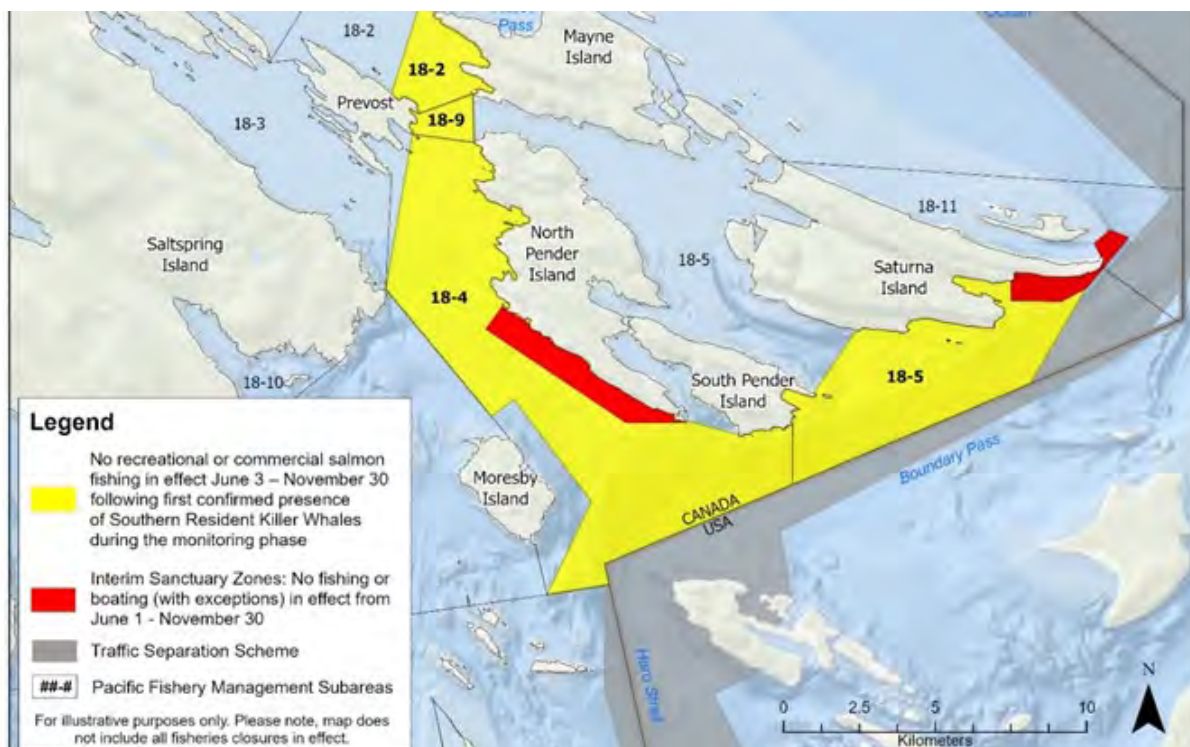 Pass
Ocean
18-2
Mayne
Island
18-2
Prevost
18-9
18-3
18-11
North
Pender
Island
Saltspring
Island
18-5
Saturna
Island
18-4
18-10
South Pender
Island
18-5
Moresby
Island
Boundary Pass
CANADA
USA
Haro Strait
Legend
No recreational or commercial salmon
fishing in effect June 3 – November 30
following first confirmed presence
of Southern Resident Killer Whales
during the monitoring phase
Interim Sanctuary Zones: No fishing or
boating (with exceptions) in effect from
June 1 - November 30
Traffic Separation Scheme
##-# Pacific Fishery Management Subareas
For illustrative purposes only. Please note, map does
not include all fisheries closures in effect.
N
0 2.5 5 10
Kilometers